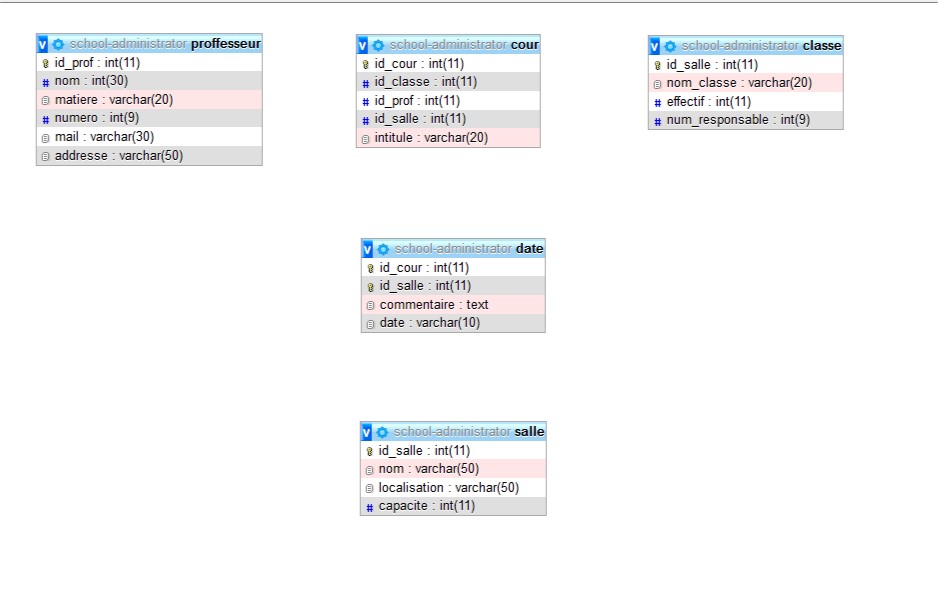 v school-administrator proffesseur
id_prof : int(11)
# nom : int(30)
matiere : varchar(20)
# numero : int(9)
mail : varchar(30)
addresse : varchar(50)
v school-administrator cour
id_cour : int(11)
# id_classe : int(11)
# id_prof : int(11)
# id_salle : int(11)
intitule : varchar(20)
v school-administrator classe
id_salle : int(11)
nom_classe : varchar(20)
# effectif : int(11)
# num_responsable : int(9)
v school-administrator date
id_cour : int(11)
id_salle : int(11)
commentaire : text
date : varchar(10)
v school-administrator salle
id_salle : int(11)
nom : varchar(50)
localisation : varchar(50)
# capacite : int(11)